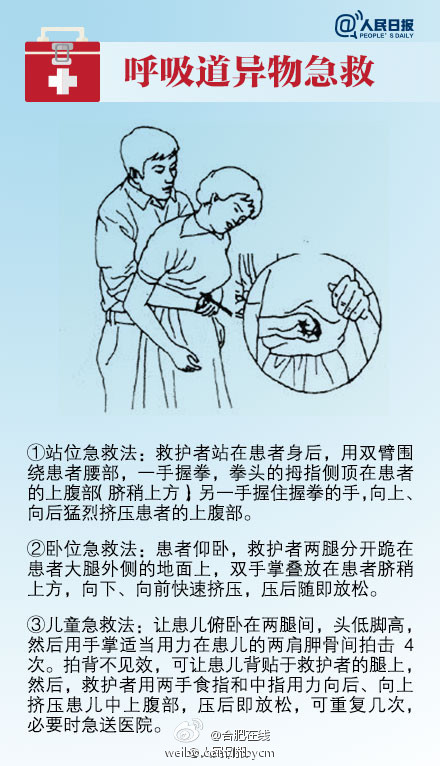 @人民日报
PEOPLE'S DAILY
呼吸道异物急救
①站位急救法：救护者站在患者身后，用双臂围
绕患者腰部，一手握拳，拳头的拇指侧顶在患者
的上腹部（脐稍上方）另一手握住握拳的手，向上、
向后猛烈挤压患者的上腹部。
②卧位急救法：患者仰卧，救护者两腿分开跪在
患者大腿外侧的地面上，双手掌叠放在患者脐稍
上方，向下、向前快速挤压，压后随即放松。
③儿童急救法：让患儿俯卧在两腿间，头低脚高，
然后用手掌适当用力在患儿的两肩胛骨间拍击 4
次。拍背不见效，可让患儿背贴于救护者的腿上，
然后，救护者用两手食指和中指用力向后、向上
挤压患儿中上腹部，压后即放松，可重复几次，
必要时急送医院。
@合肥在线
@人民日报